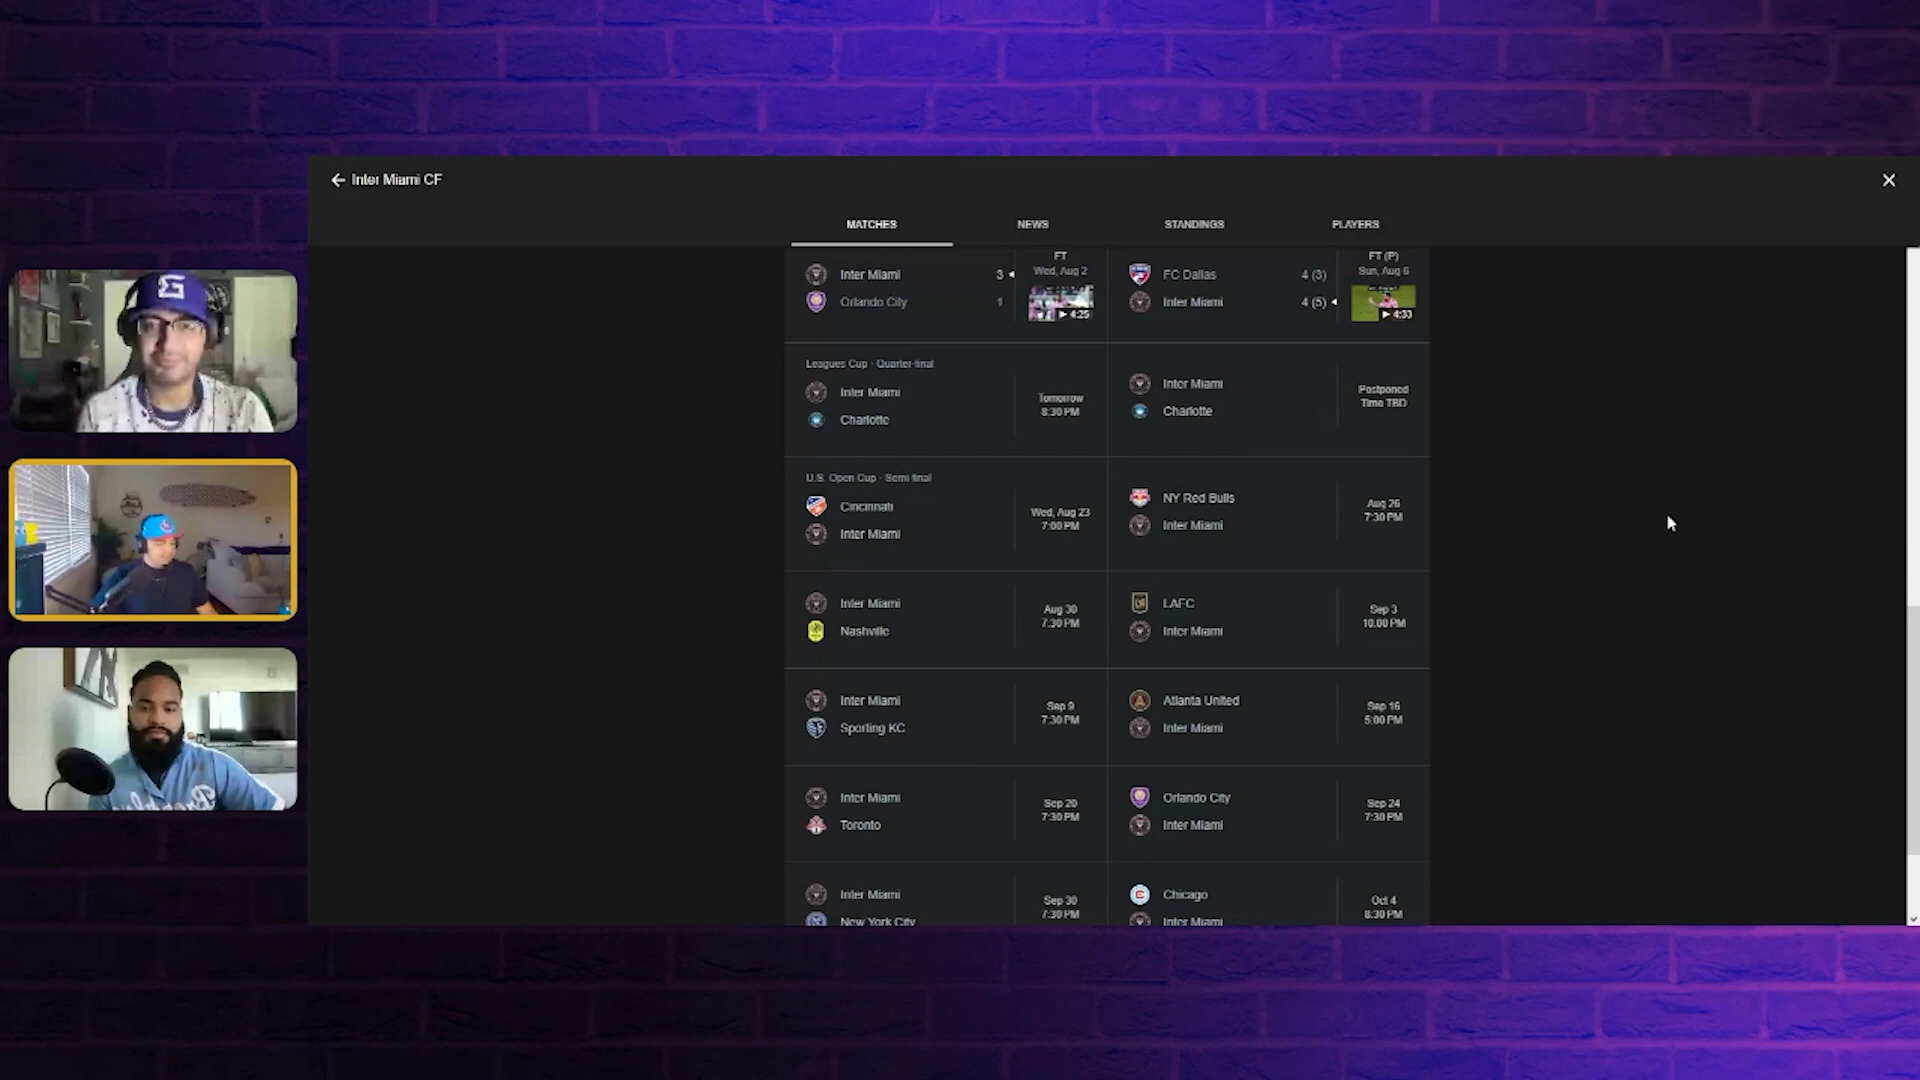 Inter Miami CF
MATCHES NEWS STANDINGS PLAYERS
FT
Wed, Aug 2
Inter Miami 3
Orlando City 1
4:25
FT (P)
Sun, Aug 6
FC Dallas 4 (3)
Inter Miami 4 (5)
4:33
Leagues Cup - Quarter-final
Inter Miami
Charlotte
Tomorrow
8:30 PM
Inter Miami
Charlotte
Postponed
Time TBD
U.S. Open Cup - Semi-final
Cincinnati
Inter Miami
Wed, Aug 23
7:00 PM
NY Red Bulls
Inter Miami
Aug 26
7:30 PM
Inter Miami
Nashville
Aug 30
7:30 PM
LAFC
Inter Miami
Sep 3
10:00 PM
Inter Miami
Sporting KC
Sep 9
7:30 PM
Atlanta United
Inter Miami
Sep 16
5:00 PM
Inter Miami
Toronto
Sep 20
7:30 PM
Orlando City
Inter Miami
Sep 24
7:30 PM
Inter Miami
New York City
Sep 30
7:30 PM
Chicago
Inter Miami
Oct 4
8:30 PM